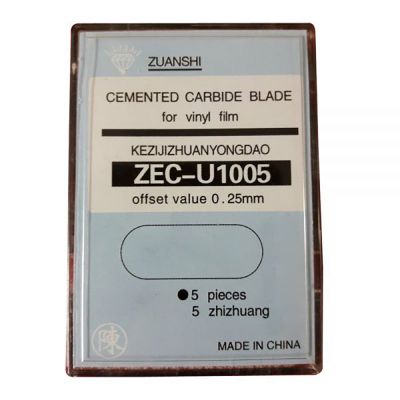 ZUANSHI
CEMENTED CARBIDE BLADE
for vinyl film
KEZIJIZHUANYONGDAO
ZEC-U1005
offset value 0.25mm
5 pieces
5 zhizhuang
陳
MADE IN CHINA